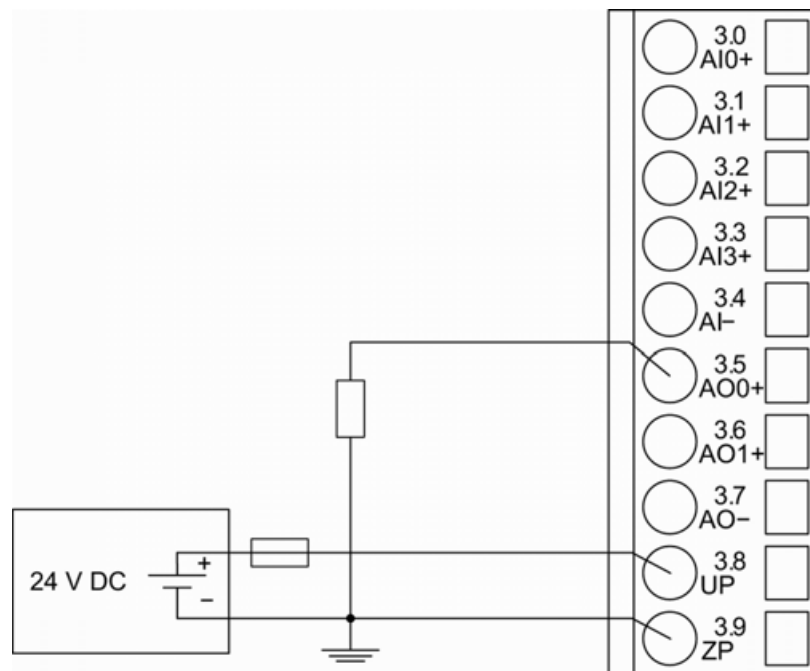 3.0
AI0+
3.1
AI1+
3.2
AI2+
3.3
AI3+
3.4
AI−
3.5
AO0+
3.6
AO1+
3.7
AO−
24 V DC
+
−
3.8
UP
3.9
ZP